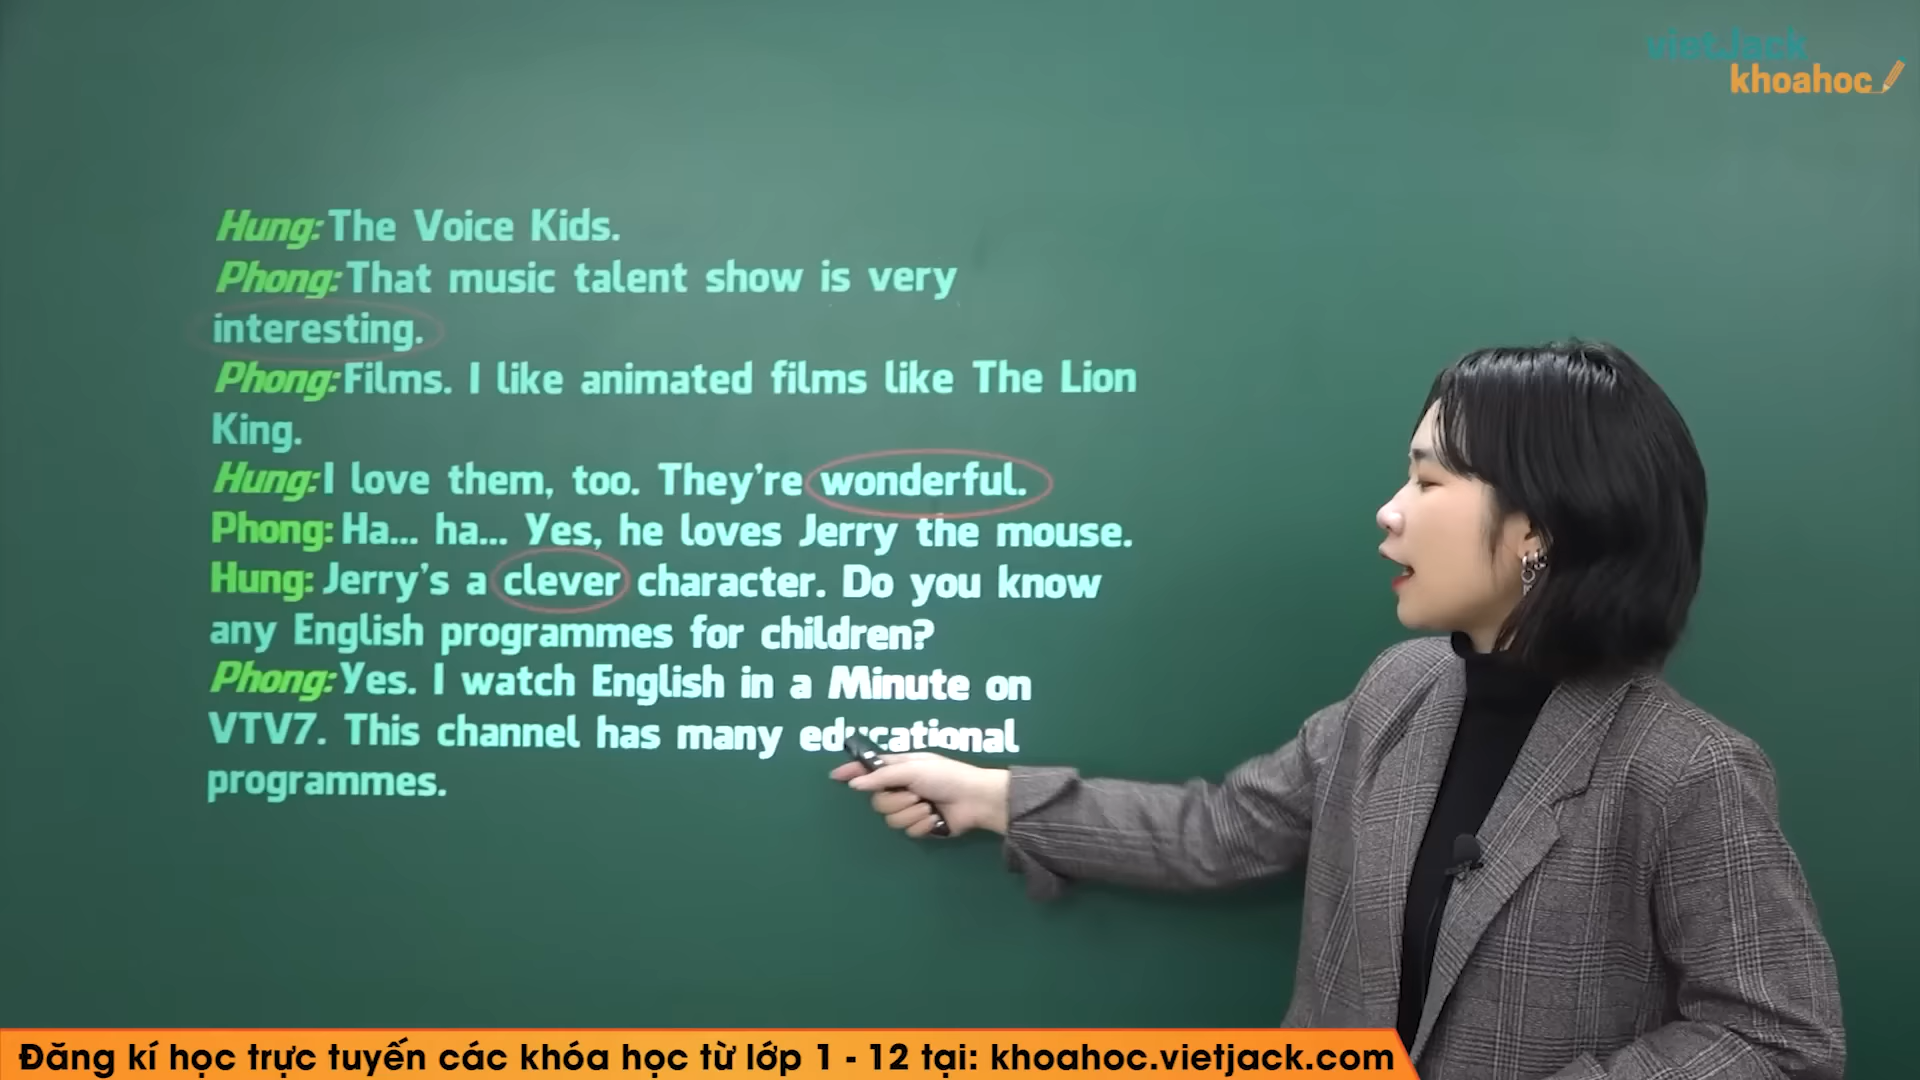 vietJack
khoahoc
Hung: The Voice Kids.
Phong: That music talent show is very
interesting.
Phong: Films. I like animated films like The Lion
King.
Hung: I love them, too. They're wonderful.
Phong: Ha... ha... Yes, he loves Jerry the mouse.
Hung: Jerry's a clever character. Do you know
any English programmes for children?
Phong: Yes. I watch English in a Minute on
VTV7. This channel has many educational
programmes.
Đăng kí học trực tuyến các khóa học từ lớp 1 - 12 tại: khoahoc.vietjack.com